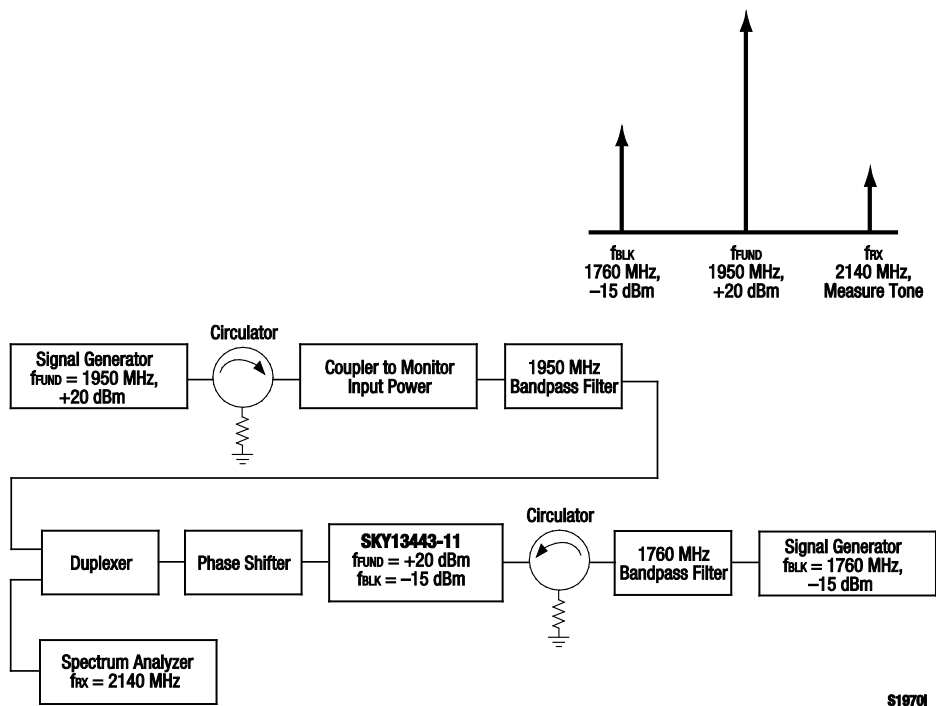 fBLK
1760 MHz,
–15 dBm
fFUND
1950 MHz,
+20 dBm
fRX
2140 MHz,
Measure Tone
Circulator
Signal Generator
fFUND = 1950 MHz,
+20 dBm
Coupler to Monitor
Input Power
1950 MHz
Bandpass Filter
Duplexer
Phase Shifter
SKY13443-11
fFUND = +20 dBm
fBLK = –15 dBm
Circulator
1760 MHz
Bandpass Filter
Signal Generator
fBLK = 1760 MHz,
–15 dBm
Spectrum Analyzer
fRX = 2140 MHz
S1970l